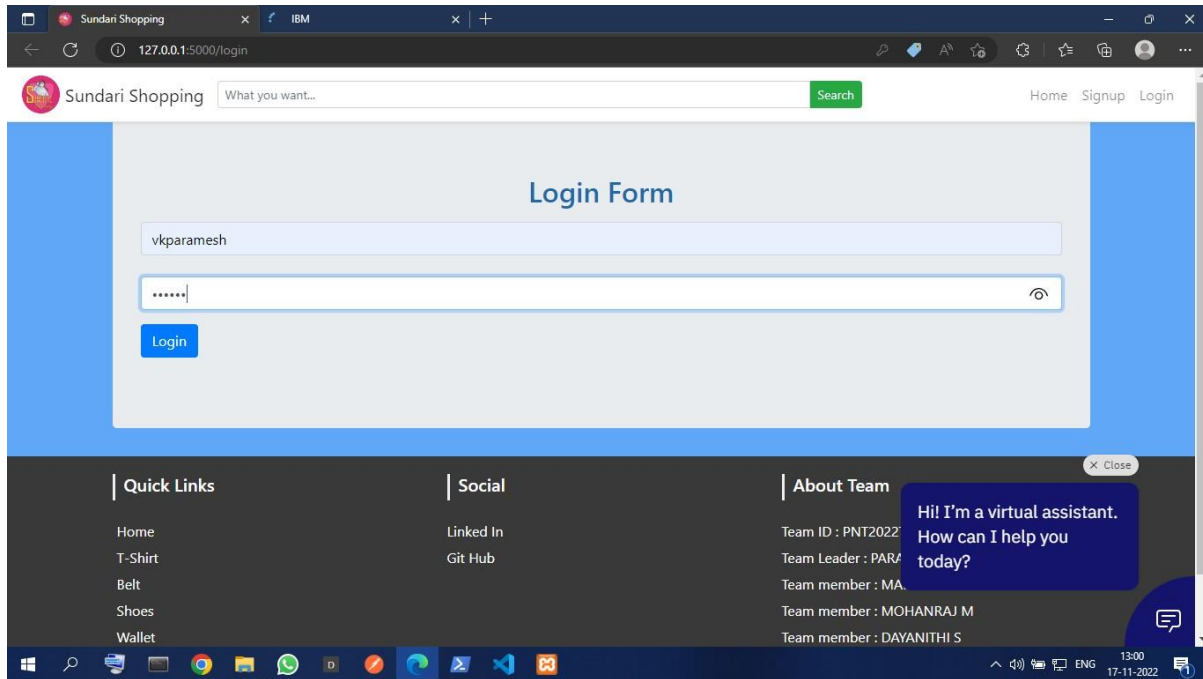 Sundari Shopping
IBM
127.0.0.1:5000/login
Sundari Shopping
What you want...
Search
Home Signup Login
Login Form
vkparamesh
••••••
Login
Quick Links
Home
T-Shirt
Belt
Shoes
Wallet
Social
Linked In
Git Hub
About Team
Team ID : PNT2022
Team Leader : PARA
Team member : MA
Team member : MOHANRAJ M
Team member : DAYANITHI S
Close
Hi! I'm a virtual assistant.
How can I help you
today?
ENG
13:00
17-11-2022